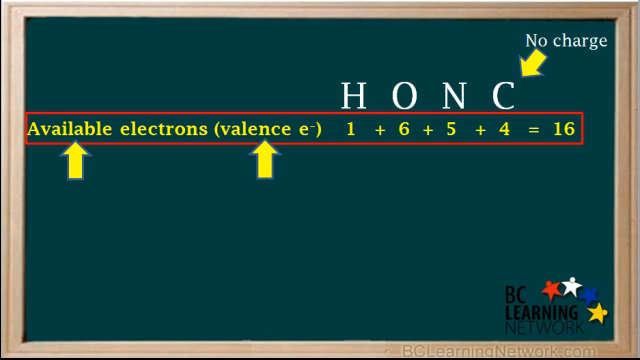 No charge
H O N C
Available electrons (valence e⁻) 1 + 6 + 5 + 4 = 16
BC
LEARNING
NETWORK
BCLearningNetwork.com